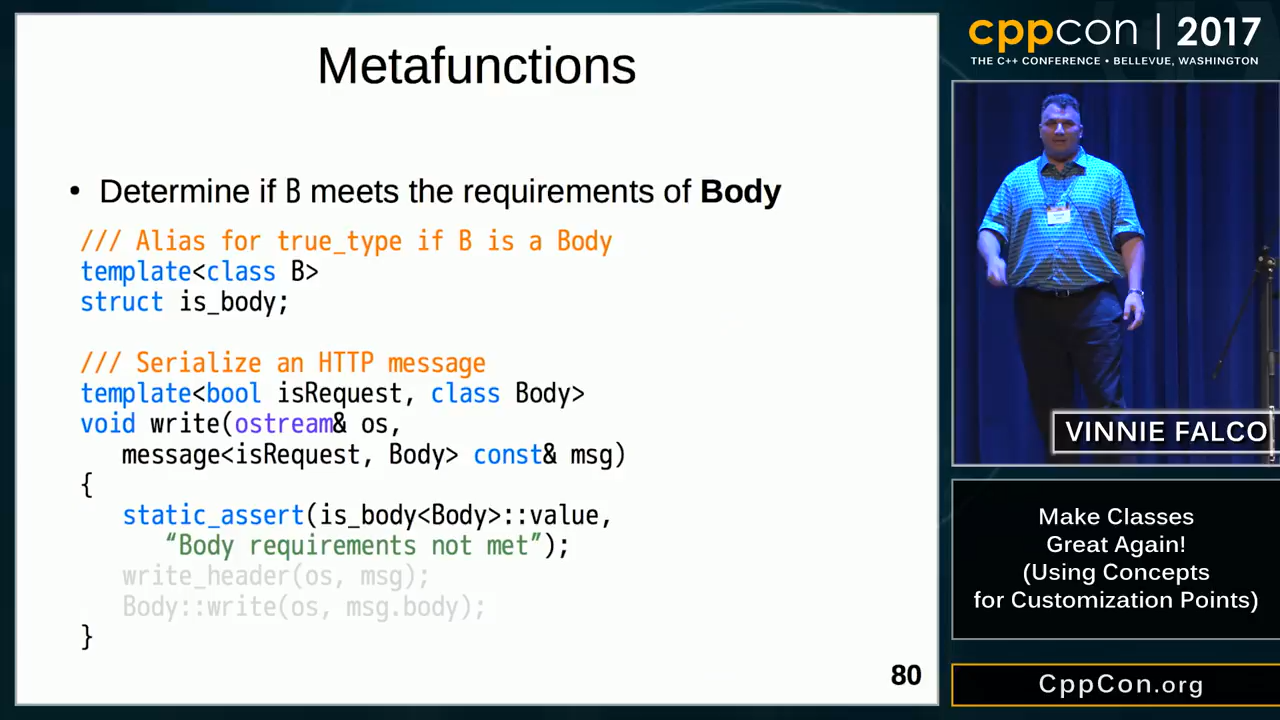 Metafunctions
• Determine if B meets the requirements of Body
/// Alias for true_type if B is a Body
template<class B>
struct is_body;
/// Serialize an HTTP message
template<bool isRequest, class Body>
void write(ostream& os,
message<isRequest, Body> const& msg)
{
static_assert(is_body<Body>::value,
“Body requirements not met”);
write_header(os, msg);
Body::write(os, msg.body);
}
80
cppcon | 2017
THE C++ CONFERENCE • BELLEVUE, WASHINGTON
VINNIE FALCO
Make Classes
Great Again!
(Using Concepts
for Customization Points)
CppCon.org